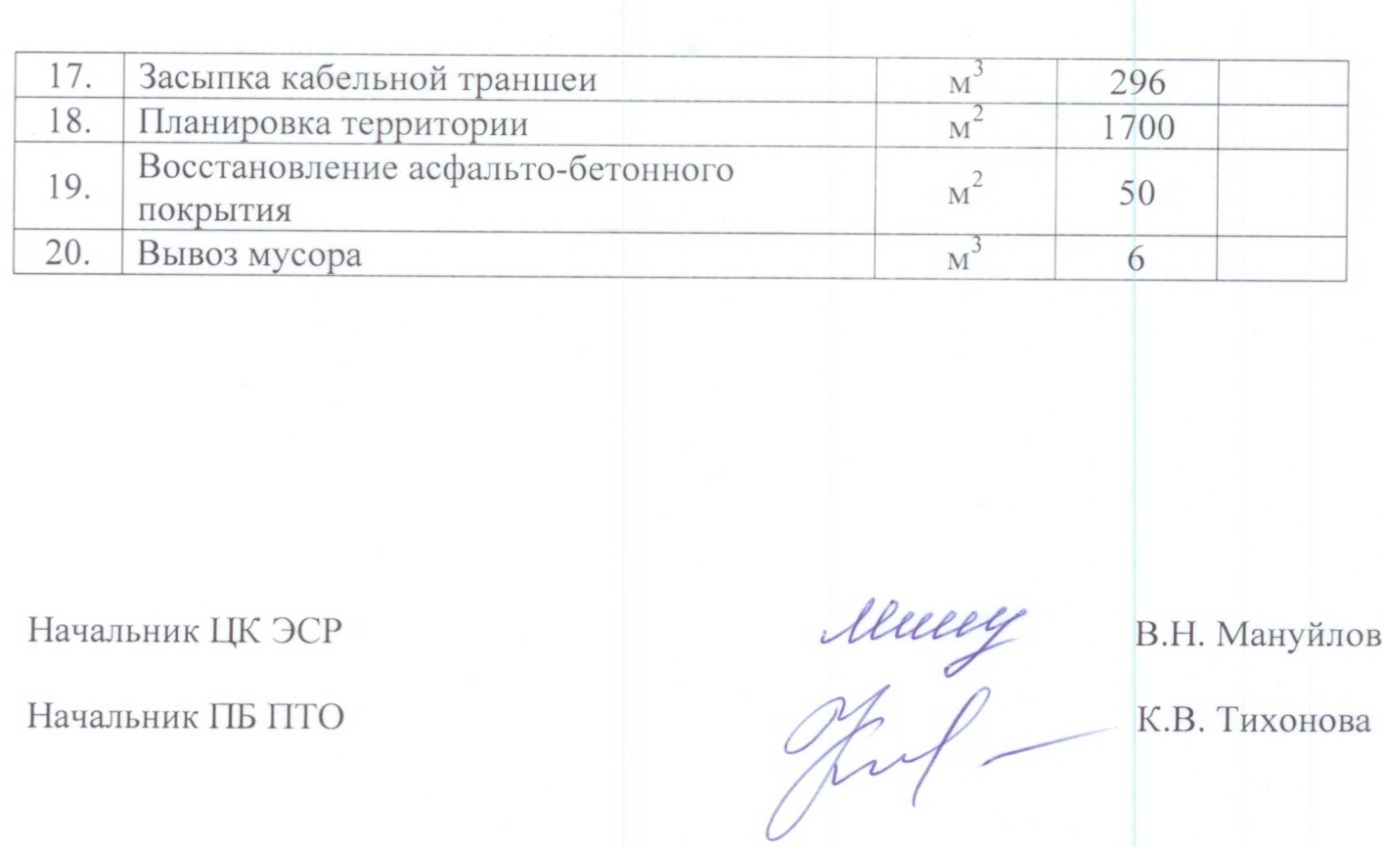 17. Засыпка кабельной траншеи м³ 296
18. Планировка территории м² 1700
19. Восстановление асфальто-бетонного
покрытия м² 50
20. Вывоз мусора м³ 6
Начальник ЦК ЭСР В.Н. Мануйлов
Начальник ПБ ПТО К.В. Тихонова